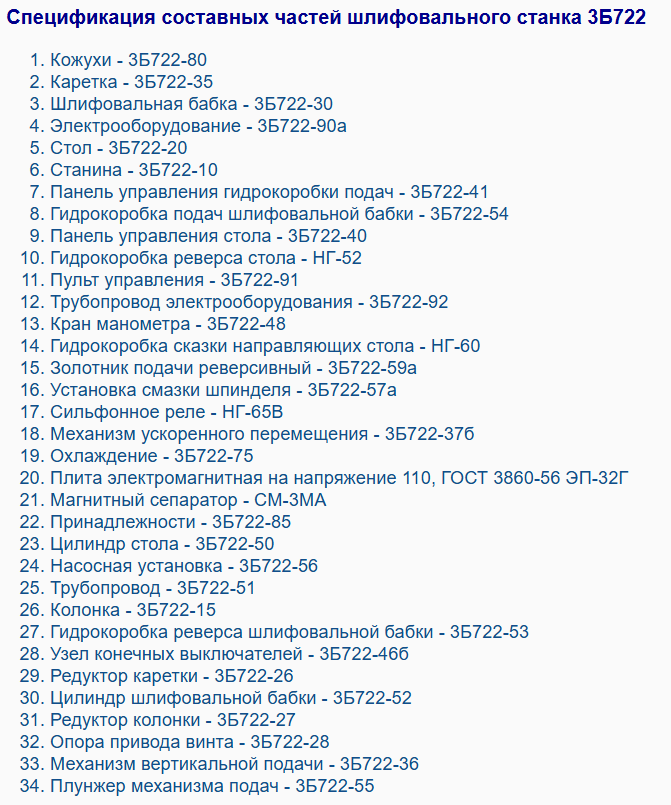 Спецификация составных частей шлифовального станка 3Б722
1. Кожухи - 3Б722-80
2. Каретка - 3Б722-35
3. Шлифовальная бабка - 3Б722-30
4. Электрооборудование - 3Б722-90а
5. Стол - 3Б722-20
6. Станина - 3Б722-10
7. Панель управления гидрокоробки подач - 3Б722-41
8. Гидрокоробка подач шлифовальной бабки - 3Б722-54
9. Панель управления стола - 3Б722-40
10. Гидрокоробка реверса стола - НГ-52
11. Пульт управления - 3Б722-91
12. Трубопровод электрооборудования - 3Б722-92
13. Кран манометра - 3Б722-48
14. Гидрокоробка сказки направляющих стола - НГ-60
15. Золотник подачи реверсивный - 3Б722-59а
16. Установка смазки шпинделя - 3Б722-57а
17. Сильфонное реле - НГ-65В
18. Механизм ускоренного перемещения - 3Б722-37б
19. Охлаждение - 3Б722-75
20. Плита электромагнитная на напряжение 110, ГОСТ 3860-56 ЭП-32Г
21. Магнитный сепаратор - СМ-3МА
22. Принадлежности - 3Б722-85
23. Цилиндр стола - 3Б722-50
24. Насосная установка - 3Б722-56
25. Трубопровод - 3Б722-51
26. Колонка - 3Б722-15
27. Гидрокоробка реверса шлифовальной бабки - 3Б722-53
28. Узел конечных выключателей - 3Б722-46б
29. Редуктор каретки - 3Б722-26
30. Цилиндр шлифовальной бабки - 3Б722-52
31. Редуктор колонки - 3Б722-27
32. Опора привода винта - 3Б722-28
33. Механизм вертикальной подачи - 3Б722-36
34. Плунжер механизма подач - 3Б722-55